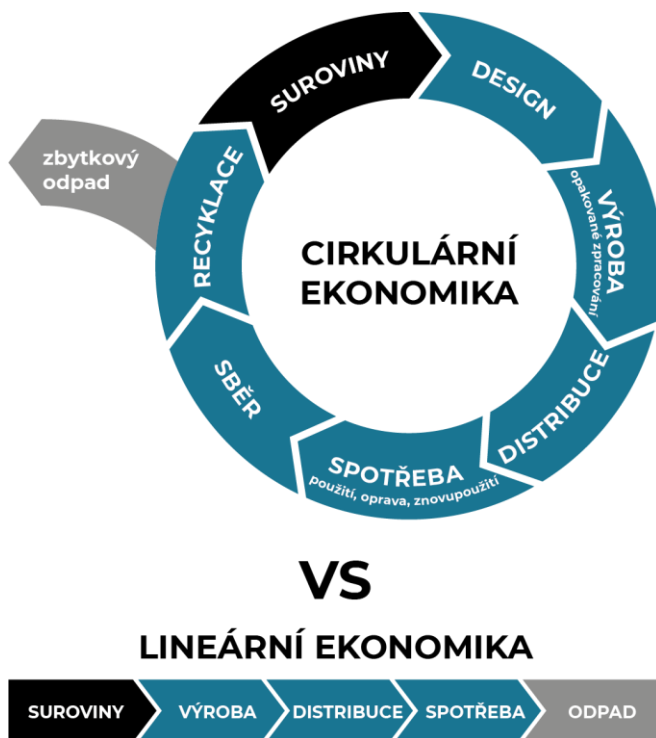 SUROVINY
DESIGN
VÝROBA
opakované zpracování
DISTRIBUCE
SPOTŘEBA
použití, oprava, znovupoužití
SBĚR
RECYKLACE
zbytkový
odpad
CIRKULÁRNÍ
EKONOMIKA
VS
LINEÁRNÍ EKONOMIKA
SUROVINY
VÝROBA
DISTRIBUCE
SPOTŘEBA
ODPAD